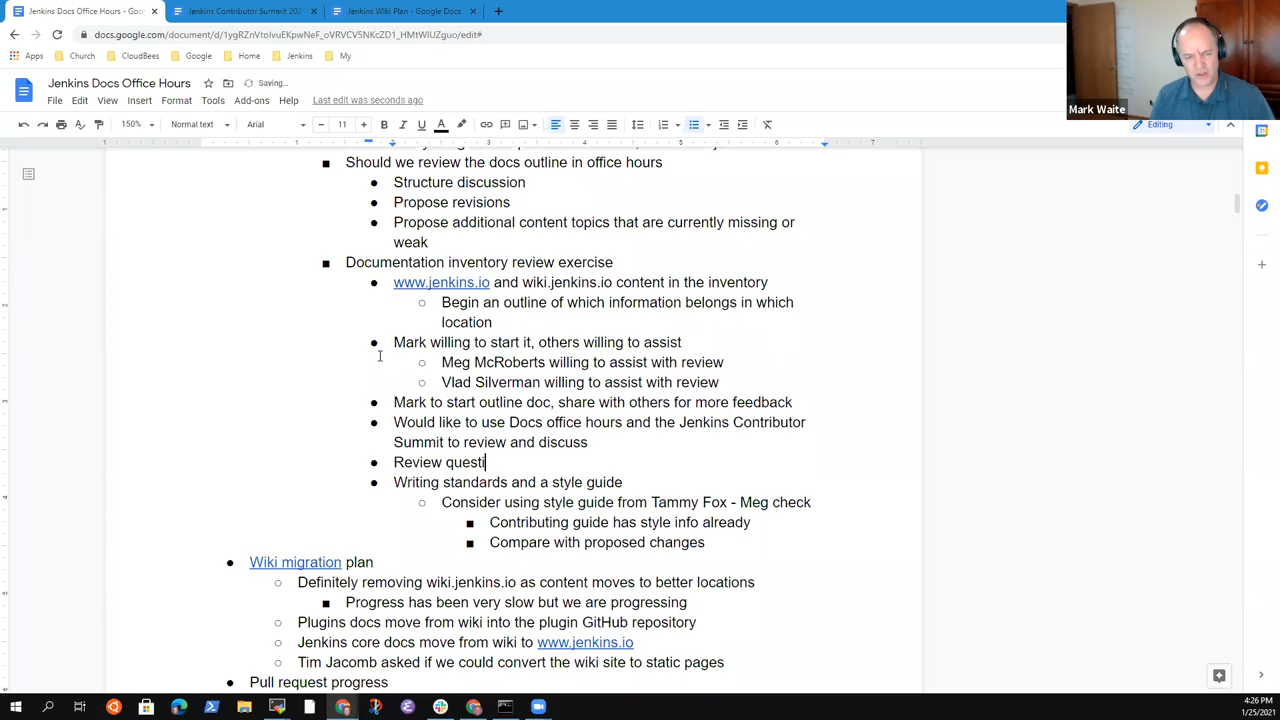 Jenkins Docs Office Hours - Goo
Jenkins Contributor Summit 202
Jenkins Wiki Plan - Google Docs
docs.google.com/document/d/1ygRZnVtoIvuEKpwNeF_oVRVCV5NKcZD1_HMtWIUZguo/edit#
Apps Church CloudBees Google Home Jenkins My
Jenkins Docs Office Hours Saving...
File Edit View Insert Format Tools Add-ons Help Last edit was seconds ago
Mark Waite
150% Normal text Arial 11 Editing
Should we review the docs outline in office hours
Structure discussion
Propose revisions
Propose additional content topics that are currently missing or
weak
Documentation inventory review exercise
www.jenkins.io and wiki.jenkins.io content in the inventory
Begin an outline of which information belongs in which
location
Mark willing to start it, others willing to assist
Meg McRoberts willing to assist with review
Vlad Silverman willing to assist with review
Mark to start outline doc, share with others for more feedback
Would like to use Docs office hours and the Jenkins Contributor
Summit to review and discuss
Review questi
Writing standards and a style guide
Consider using style guide from Tammy Fox - Meg check
Contributing guide has style info already
Compare with proposed changes
Wiki migration plan
Definitely removing wiki.jenkins.io as content moves to better locations
Progress has been very slow but we are progressing
Plugins docs move from wiki into the plugin GitHub repository
Jenkins core docs move from wiki to www.jenkins.io
Tim Jacomb asked if we could convert the wiki site to static pages
Pull request progress
4:26 PM
1/25/2021